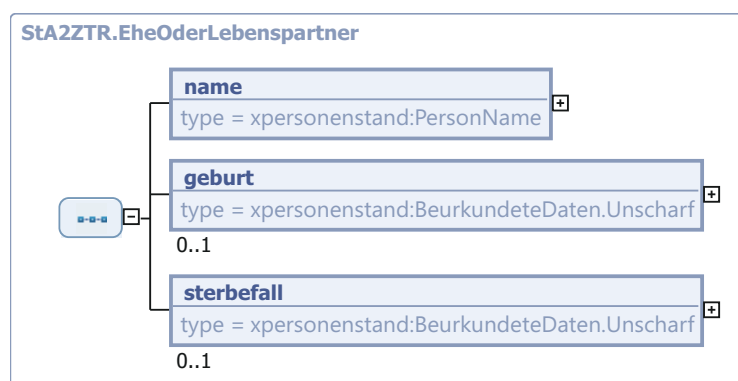 StA2ZTR.EheOderLebenspartner
name
type = xpersonenstand:PersonName
geburt
type = xpersonenstand:BeurkundeteDaten.Unscharf
0..1
sterbefall
type = xpersonenstand:BeurkundeteDaten.Unscharf
0..1